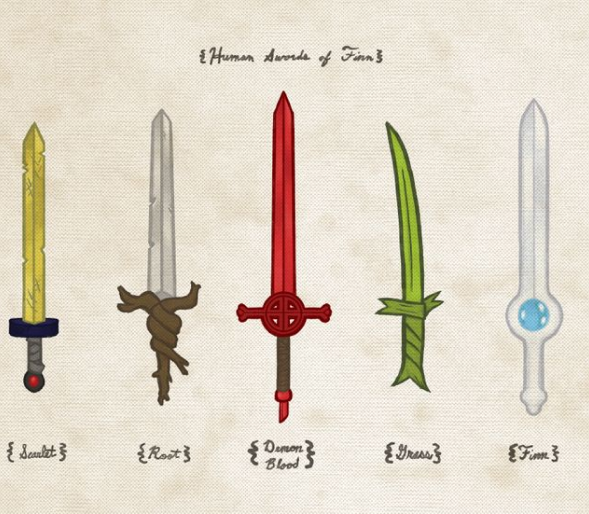 {Human Swords of Finn}
{Scarlet}
{Root}
{Demon
Blood}
{Grass}
{Finn}